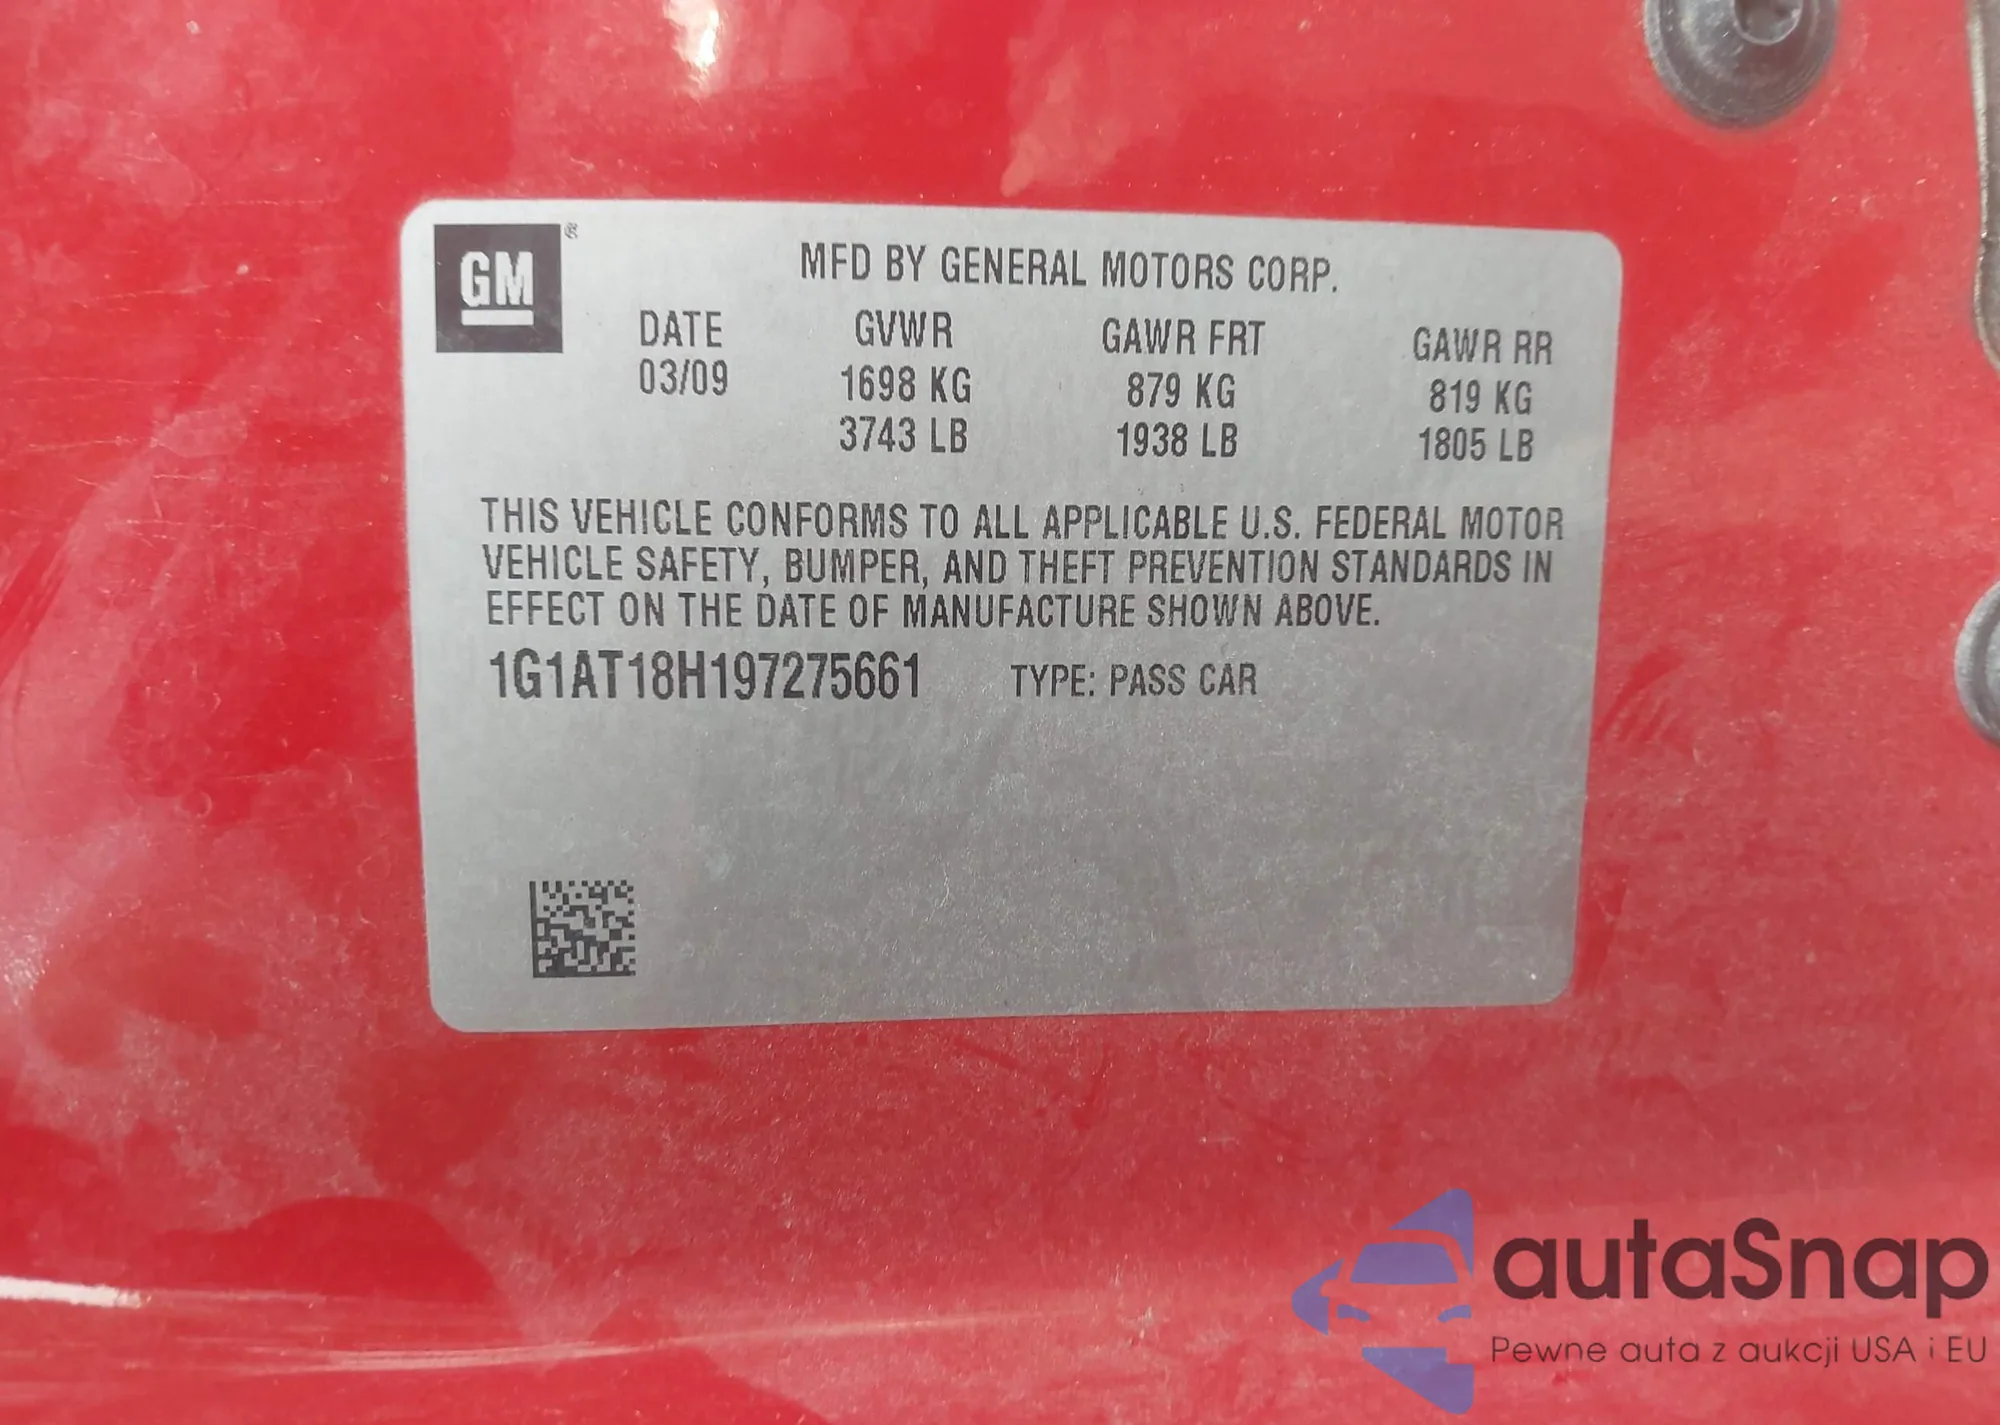 GM ®
MFD BY GENERAL MOTORS CORP.
DATE GVWR GAWR FRT GAWR RR
03/09 1698 KG 879 KG 819 KG
3743 LB 1938 LB 1805 LB
THIS VEHICLE CONFORMS TO ALL APPLICABLE U.S. FEDERAL MOTOR
VEHICLE SAFETY, BUMPER, AND THEFT PREVENTION STANDARDS IN
EFFECT ON THE DATE OF MANUFACTURE SHOWN ABOVE.
1G1AT18H197275661 TYPE: PASS CAR
autaSnap
Pewne auta z aukcji USA i EU